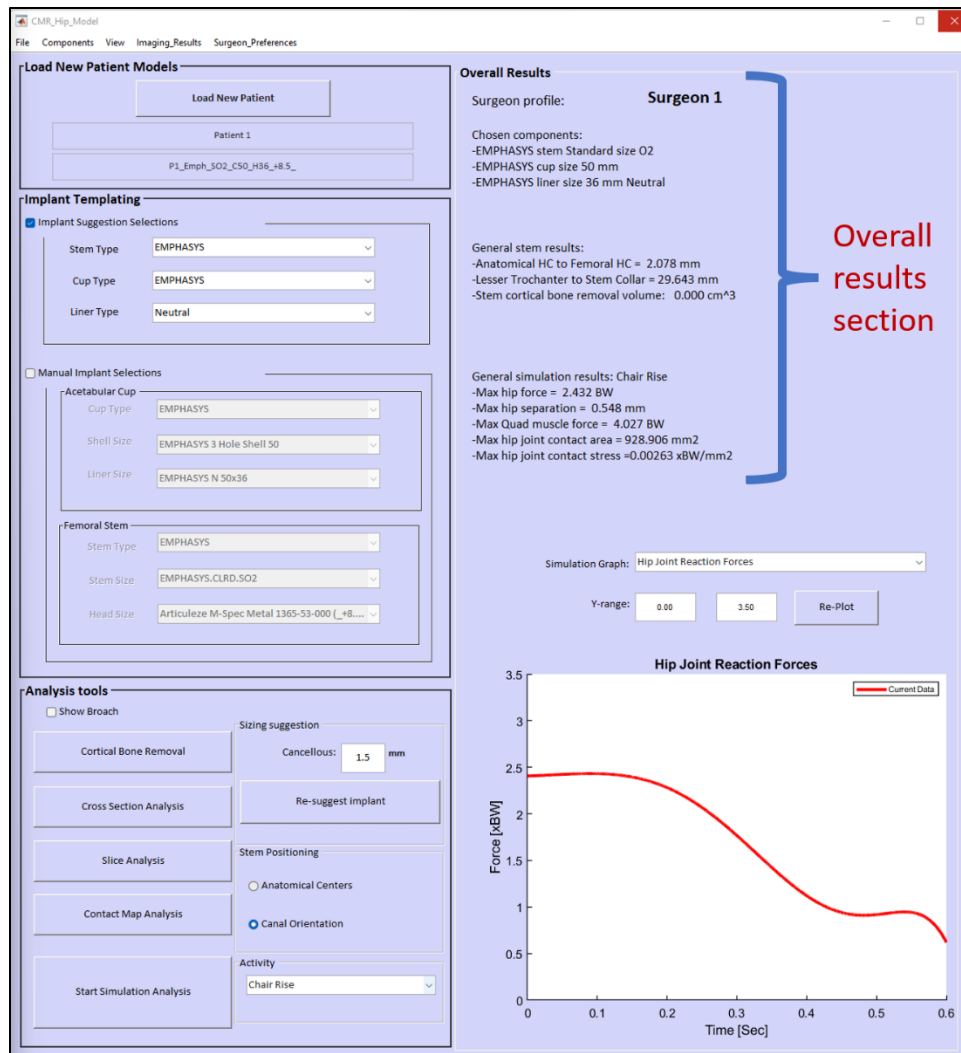 CMR_Hip_Model
File Components View Imaging_Results Surgeon_Preferences
Load New Patient Models
Load New Patient
Patient 1
P1_Emph_SO2_C50_H36_+8.5_
Implant Templating
Implant Suggestion Selections
Stem Type EMPHASYS
Cup Type EMPHASYS
Liner Type Neutral
Manual Implant Selections
Acetabular Cup
Cup Type EMPHASYS
Shell Size EMPHASYS 3 Hole Shell 50
Liner Size EMPHASYS N 50x36
Femoral Stem
Stem Type EMPHASYS
Stem Size EMPHASYS.CLRD.SO2
Head Size Articuleze M-Spec Metal 1365-53-000 (_+8....
Analysis tools
Show Broach
Cortical Bone Removal
Cross Section Analysis
Slice Analysis
Contact Map Analysis
Start Simulation Analysis
Sizing suggestion
Cancellous: 1.5 mm
Re-suggest implant
Stem Positioning
Anatomical Centers
Canal Orientation
Activity
Chair Rise
Overall Results
Surgeon profile: Surgeon 1
Chosen components:
-EMPHASYS stem Standard size O2
-EMPHASYS cup size 50 mm
-EMPHASYS liner size 36 mm Neutral
General stem results:
-Anatomical HC to Femoral HC = 2.078 mm
-Lesser Trochanter to Stem Collar = 29.643 mm
-Stem cortical bone removal volume: 0.000 cm^3
General simulation results: Chair Rise
-Max hip force = 2.432 BW
-Max hip separation = 0.548 mm
-Max Quad muscle force = 4.027 BW
-Max hip joint contact area = 928.906 mm2
-Max hip joint contact stress =0.00263 xBW/mm2
Overall
results
section
Simulation Graph: Hip Joint Reaction Forces
Y-range: 0.00 3.50 Re-Plot
Hip Joint Reaction Forces
Current Data
Force [xBW]
3.5
3
2.5
2
1.5
1
0.5
0
0 0.1 0.2 0.3 0.4 0.5 0.6
Time [Sec]